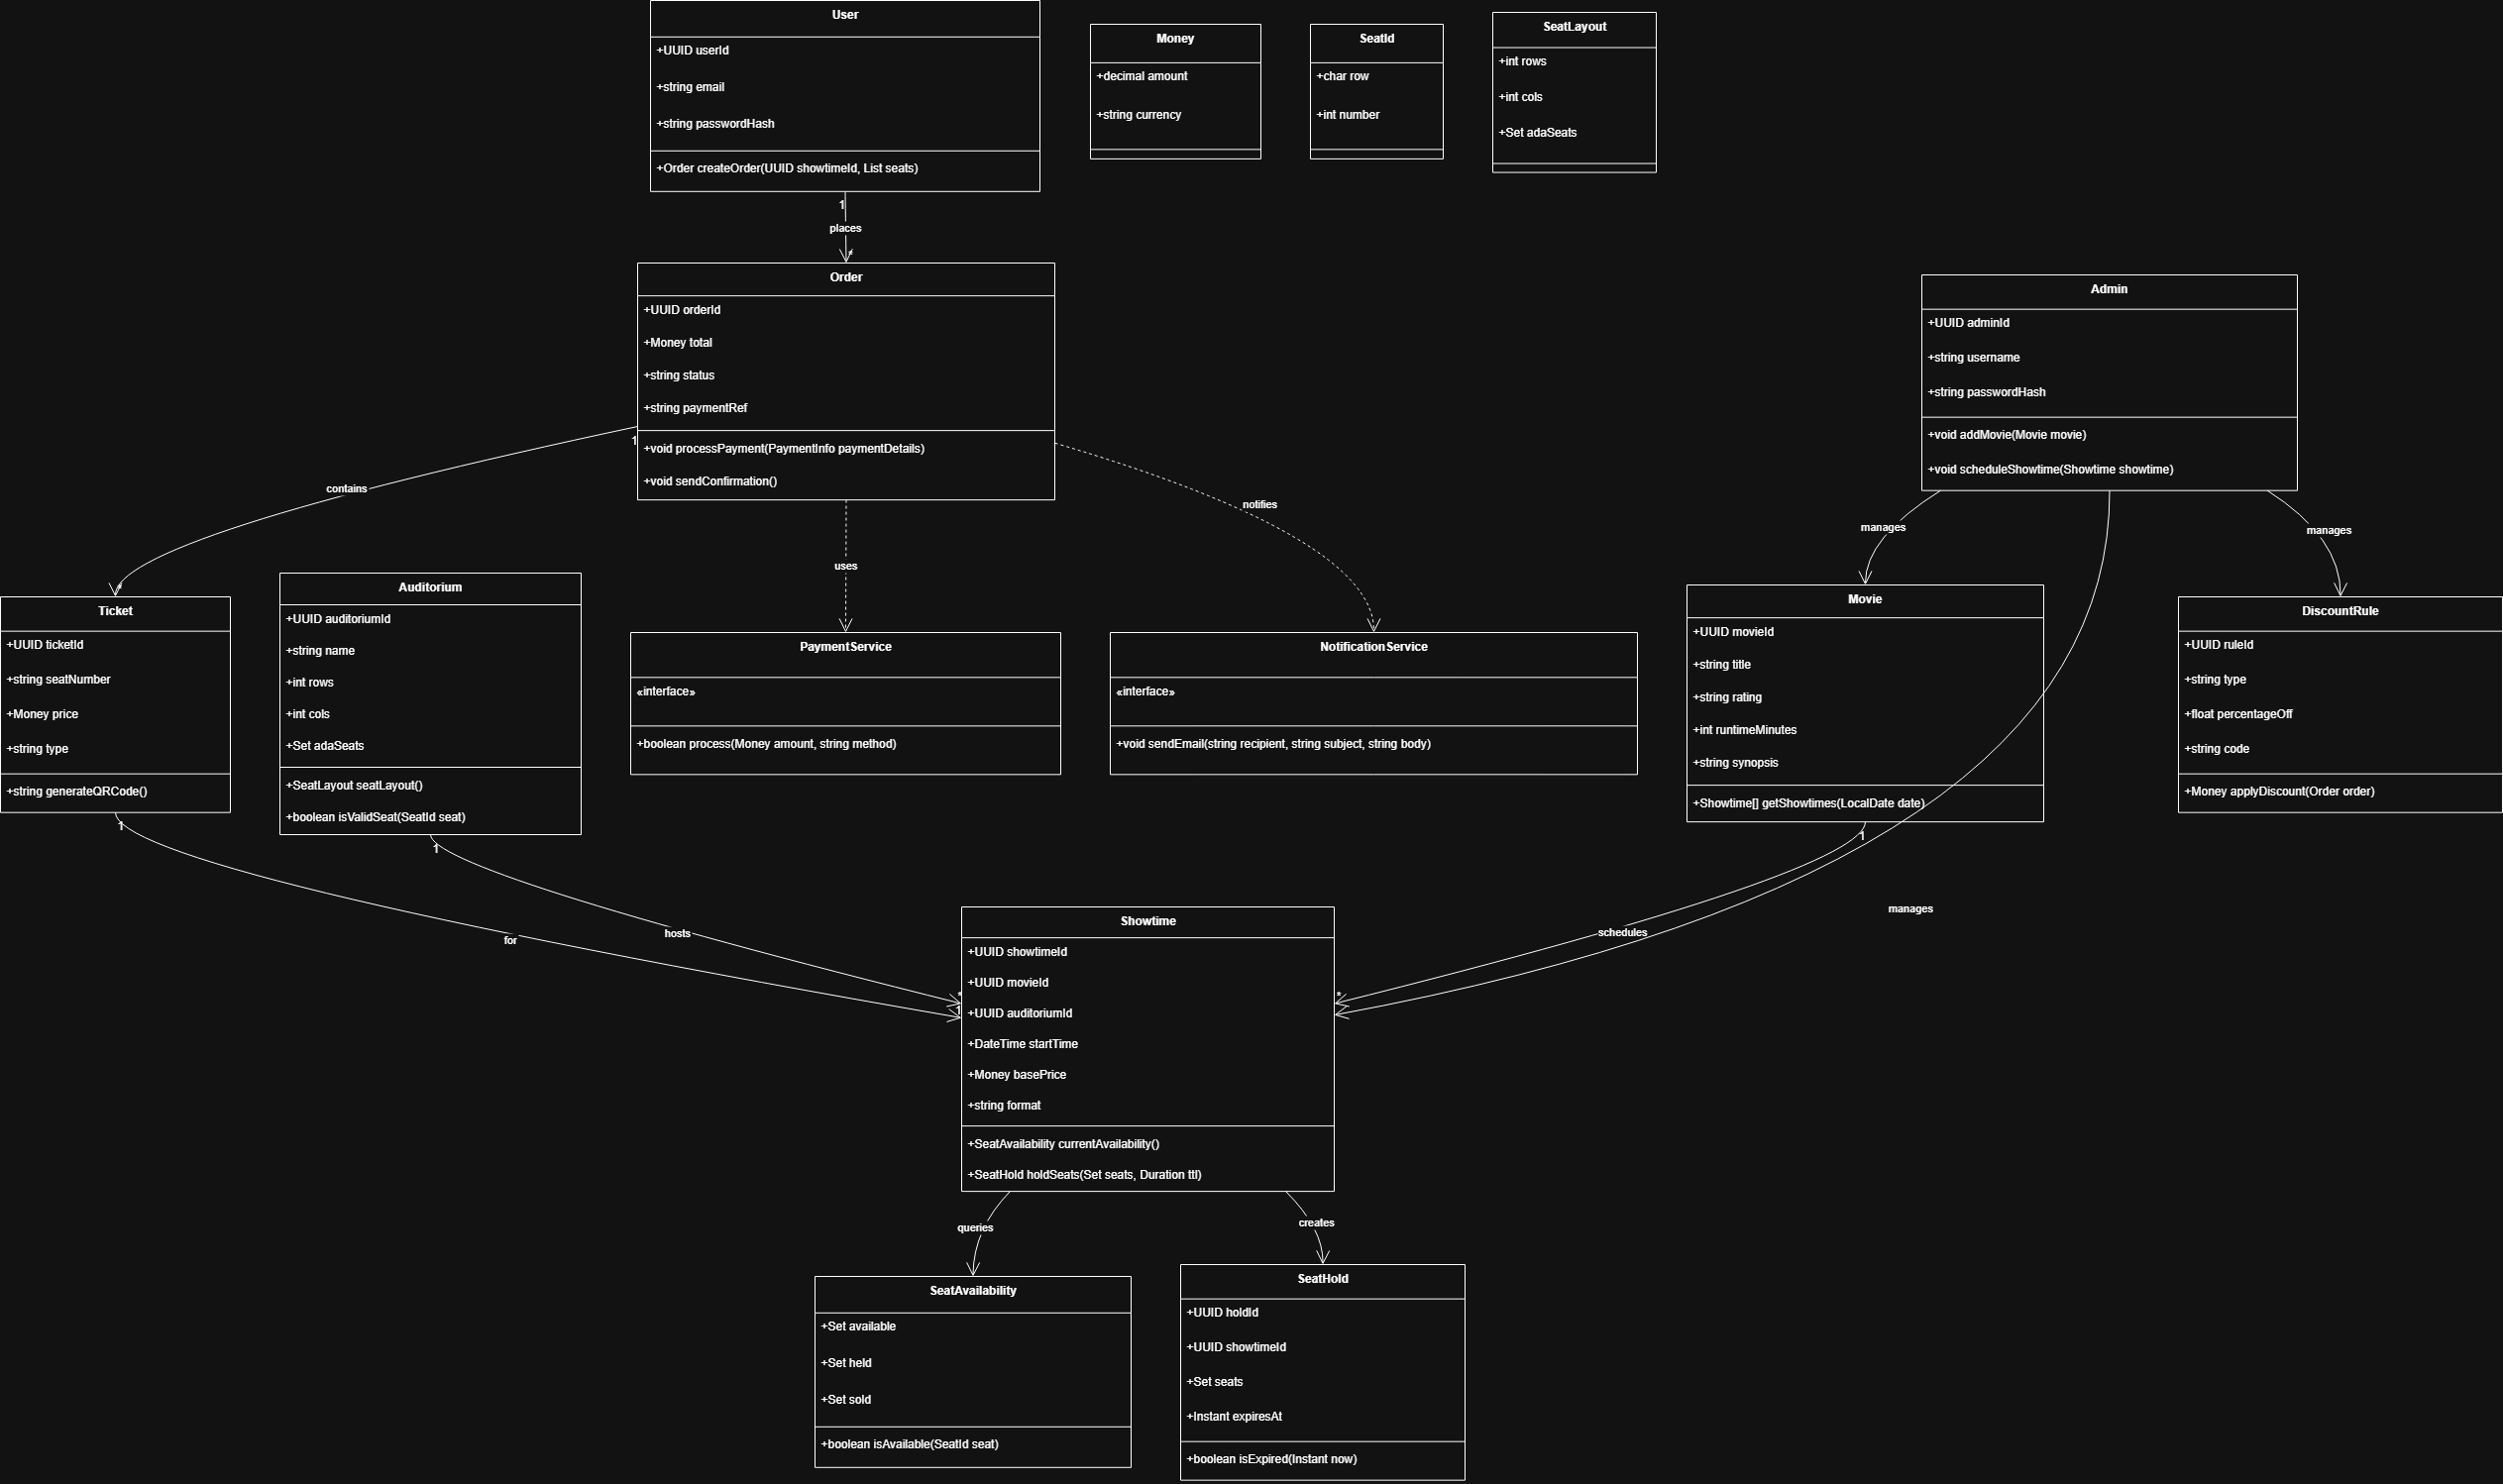 User
+UUID userId
+string email
+string passwordHash
+Order createOrder(UUID showtimeId, List seats)
Money
+decimal amount
+string currency
SeatId
+char row
+int number
SeatLayout
+int rows
+int cols
+Set adaSeats
1
places
*
Order
+UUID orderId
+Money total
+string status
+string paymentRef
+void processPayment(PaymentInfo paymentDetails)
+void sendConfirmation()
Admin
+UUID adminId
+string username
+string passwordHash
+void addMovie(Movie movie)
+void scheduleShowtime(Showtime showtime)
1
contains
*
uses
notifies
manages
manages
Ticket
+UUID ticketId
+string seatNumber
+Money price
+string type
+string generateQRCode()
Auditorium
+UUID auditoriumId
+string name
+int rows
+int cols
+Set adaSeats
+SeatLayout seatLayout()
+boolean isValidSeat(SeatId seat)
PaymentService
«interface»
+boolean process(Money amount, string method)
NotificationService
«interface»
+void sendEmail(string recipient, string subject, string body)
Movie
+UUID movieId
+string title
+string rating
+int runtimeMinutes
+string synopsis
+Showtime[] getShowtimes(LocalDate date)
DiscountRule
+UUID ruleId
+string type
+float percentageOff
+string code
+Money applyDiscount(Order order)
1
for
1
1
hosts
*
1
schedules
*
manages
Showtime
+UUID showtimeId
+UUID movieId
+UUID auditoriumId
+DateTime startTime
+Money basePrice
+string format
+SeatAvailability currentAvailability()
+SeatHold holdSeats(Set seats, Duration ttl)
queries
creates
SeatAvailability
+Set available
+Set held
+Set sold
+boolean isAvailable(SeatId seat)
SeatHold
+UUID holdId
+UUID showtimeId
+Set seats
+Instant expiresAt
+boolean isExpired(Instant now)